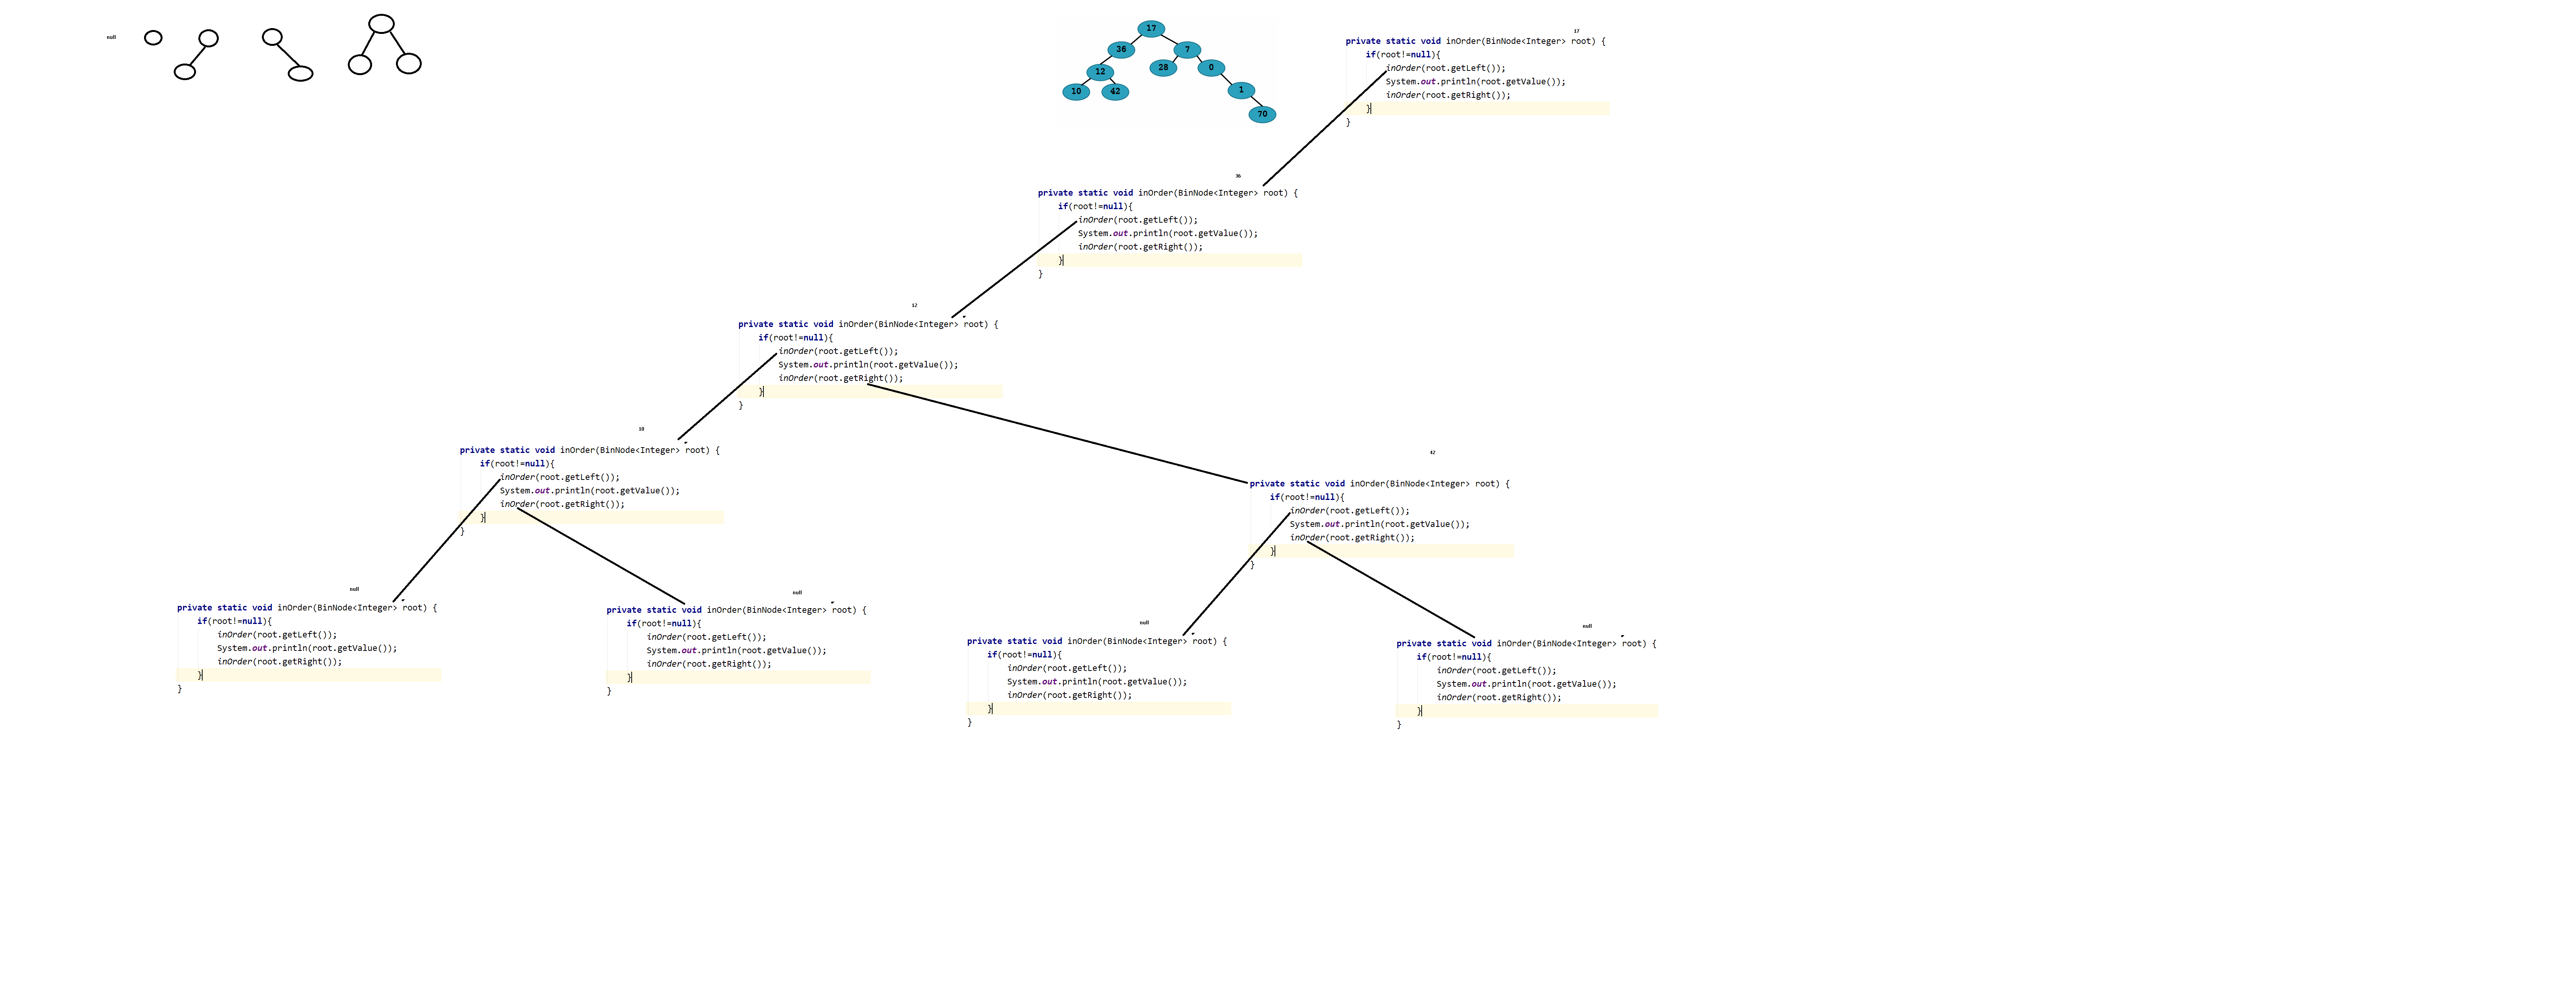 null
17
36
7
12
28
0
10
42
1
70
17
private static void inOrder(BinNode<Integer> root) {
if(root!=null){
inOrder(root.getLeft());
System.out.println(root.getValue());
inOrder(root.getRight());
}
}
36
private static void inOrder(BinNode<Integer> root) {
if(root!=null){
inOrder(root.getLeft());
System.out.println(root.getValue());
inOrder(root.getRight());
}
}
12
private static void inOrder(BinNode<Integer> root) {
if(root!=null){
inOrder(root.getLeft());
System.out.println(root.getValue());
inOrder(root.getRight());
}
}
10
private static void inOrder(BinNode<Integer> root) {
if(root!=null){
inOrder(root.getLeft());
System.out.println(root.getValue());
inOrder(root.getRight());
}
}
42
private static void inOrder(BinNode<Integer> root) {
if(root!=null){
inOrder(root.getLeft());
System.out.println(root.getValue());
inOrder(root.getRight());
}
}
null
private static void inOrder(BinNode<Integer> root) {
if(root!=null){
inOrder(root.getLeft());
System.out.println(root.getValue());
inOrder(root.getRight());
}
}
null
private static void inOrder(BinNode<Integer> root) {
if(root!=null){
inOrder(root.getLeft());
System.out.println(root.getValue());
inOrder(root.getRight());
}
}
null
private static void inOrder(BinNode<Integer> root) {
if(root!=null){
inOrder(root.getLeft());
System.out.println(root.getValue());
inOrder(root.getRight());
}
}
null
private static void inOrder(BinNode<Integer> root) {
if(root!=null){
inOrder(root.getLeft());
System.out.println(root.getValue());
inOrder(root.getRight());
}
}